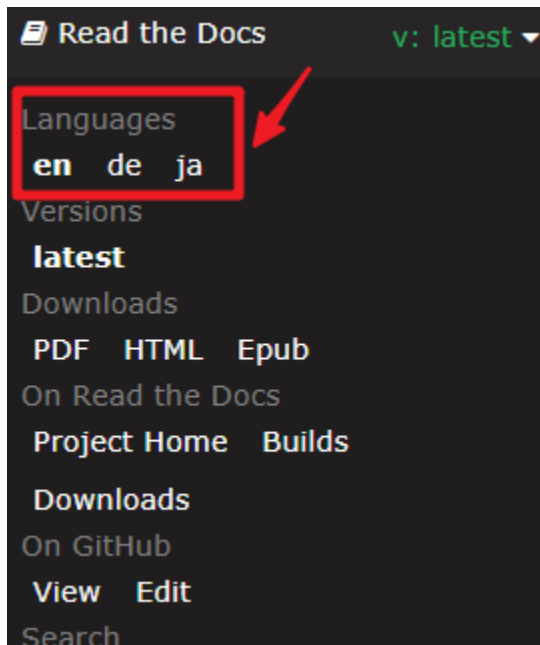 Read the Docs v: latest
Languages
en de ja
Versions
latest
Downloads
PDF HTML Epub
On Read the Docs
Project Home Builds
Downloads
On GitHub
View Edit
Search